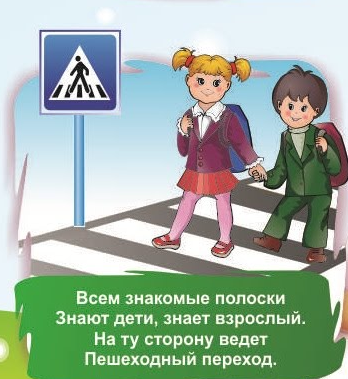 Всем знакомые полоски
Знают дети, знает взрослый.
На ту сторону ведет
Пешеходный переход.